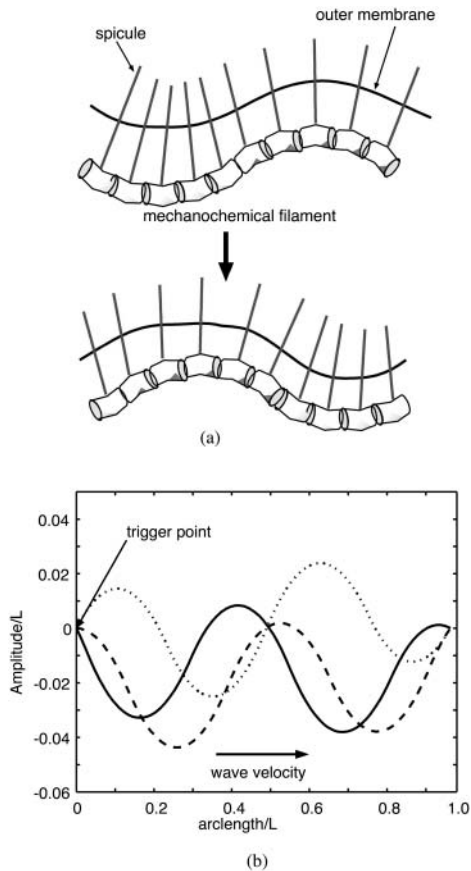 outer membrane
spicule
mechanochemical filament
(a)
0.04
trigger point
0.02
0
-0.02
-0.04
wave velocity
-0.06
0 0.2 0.4 0.6 0.8 1.0
Amplitude/L
arclength/L
(b)